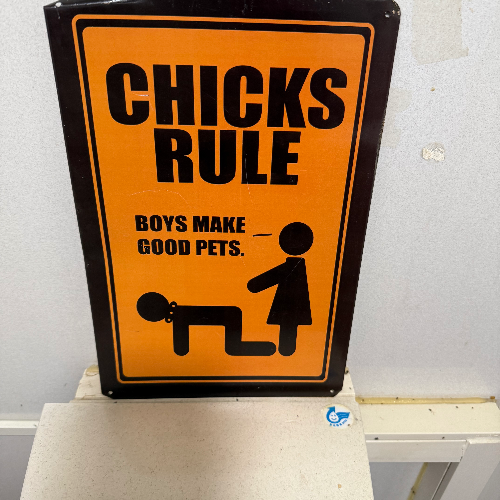 CHICKS
RULE
BOYS MAKE
GOOD PETS.